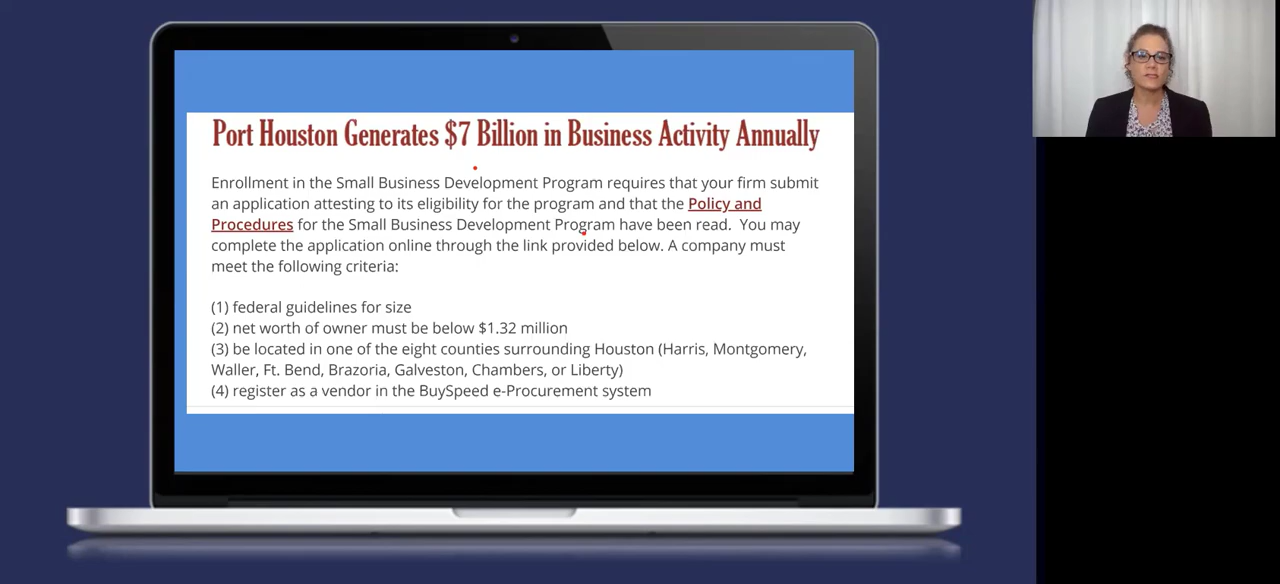 Port Houston Generates $7 Billion in Business Activity Annually
Enrollment in the Small Business Development Program requires that your firm submit
an application attesting to its eligibility for the program and that the Policy and
Procedures for the Small Business Development Program have been read.  You may
complete the application online through the link provided below. A company must
meet the following criteria:
(1) federal guidelines for size
(2) net worth of owner must be below $1.32 million
(3) be located in one of the eight counties surrounding Houston (Harris, Montgomery,
Waller, Ft. Bend, Brazoria, Galveston, Chambers, or Liberty)
(4) register as a vendor in the BuySpeed e-Procurement system